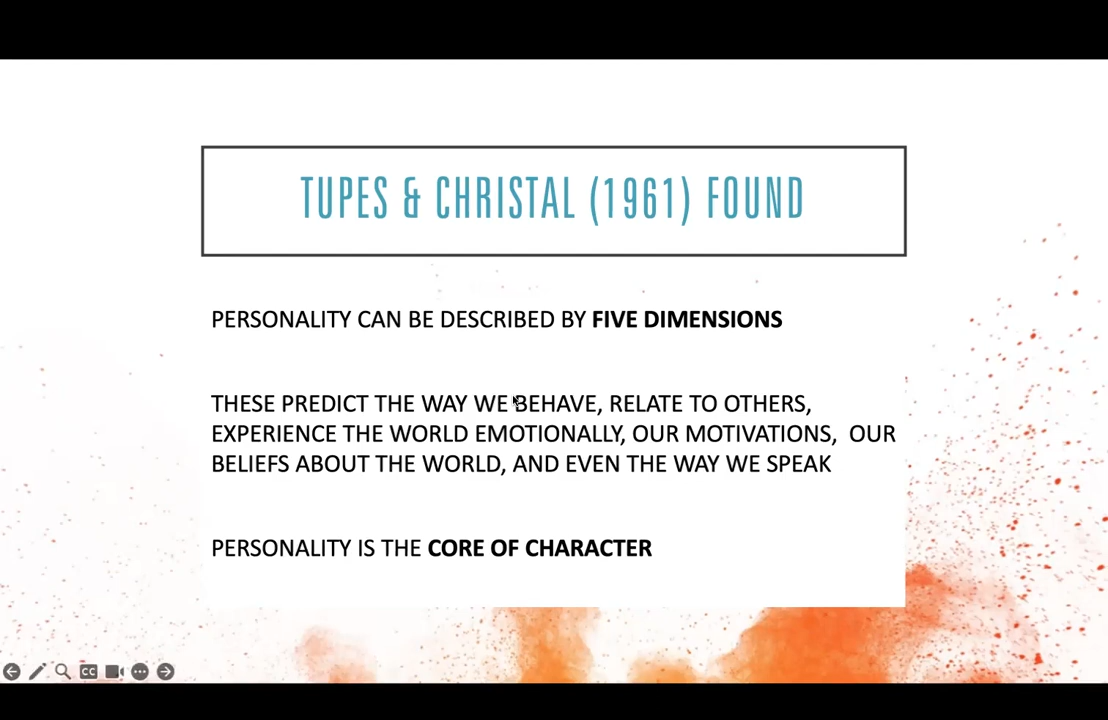 TUPES & CHRISTAL (1961) FOUND
PERSONALITY CAN BE DESCRIBED BY FIVE DIMENSIONS
THESE PREDICT THE WAY WE BEHAVE, RELATE TO OTHERS,
EXPERIENCE THE WORLD EMOTIONALLY, OUR MOTIVATIONS, OUR
BELIEFS ABOUT THE WORLD, AND EVEN THE WAY WE SPEAK
PERSONALITY IS THE CORE OF CHARACTER
CC